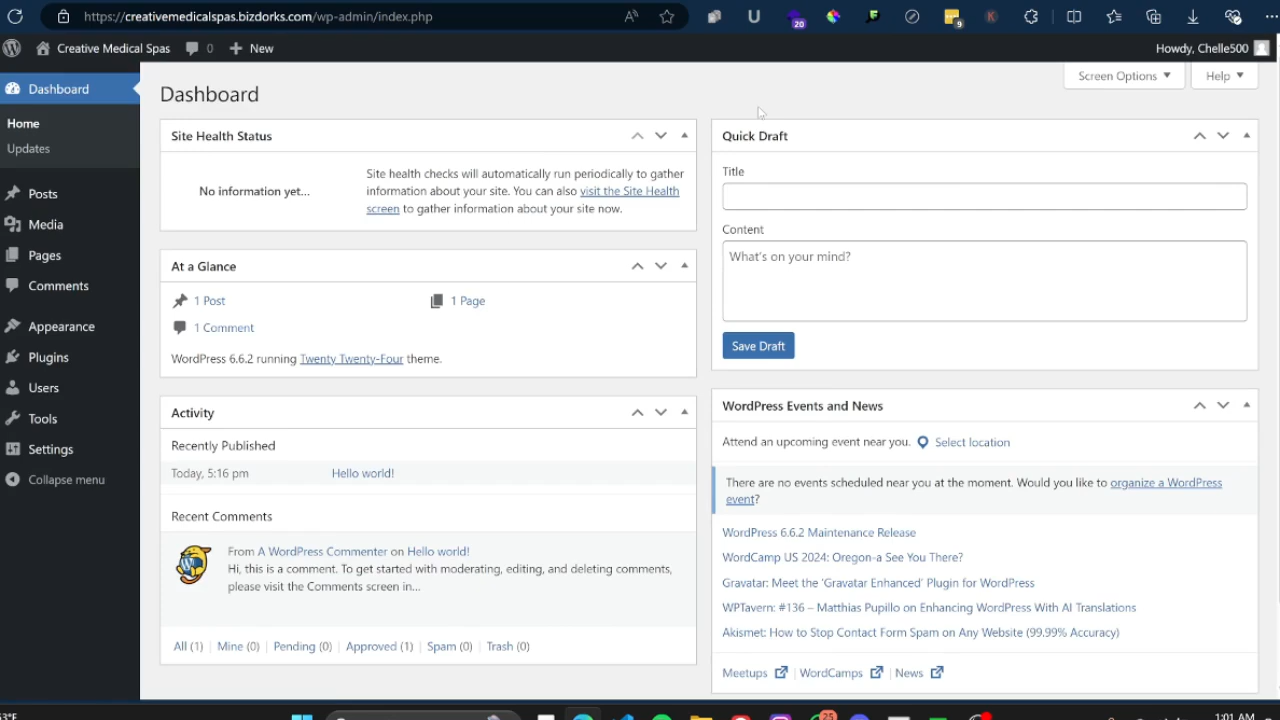 https://creativemedicalspas.bizdorks.com/wp-admin/index.php
20
9
Creative Medical Spas 0 New
Howdy, Chelle500
Dashboard
Home
Updates
Posts
Media
Pages
Comments
Appearance
Plugins
Users
Tools
Settings
Collapse menu
Screen Options
Help
Dashboard
Site Health Status
No information yet...
Site health checks will automatically run periodically to gather
information about your site. You can also visit the Site Health
screen to gather information about your site now.
At a Glance
1 Post
1 Page
1 Comment
WordPress 6.6.2 running Twenty Twenty-Four theme.
Activity
Recently Published
Today, 5:16 pm Hello world!
Recent Comments
From A WordPress Commenter on Hello world!
Hi, this is a comment. To get started with moderating, editing, and deleting comments,
please visit the Comments screen in...
All (1) | Mine (0) | Pending (0) | Approved (1) | Spam (0) | Trash (0)
Quick Draft
Title
Content
What's on your mind?
Save Draft
WordPress Events and News
Attend an upcoming event near you. Select location
There are no events scheduled near you at the moment. Would you like to organize a WordPress
event?
WordPress 6.6.2 Maintenance Release
WordCamp US 2024: Oregon-a See You There?
Gravatar: Meet the 'Gravatar Enhanced' Plugin for WordPress
WPTavern: #136 – Matthias Pupillo on Enhancing WordPress With AI Translations
Akismet: How to Stop Contact Form Spam on Any Website (99.99% Accuracy)
Meetups | WordCamps | News
1:01 AM